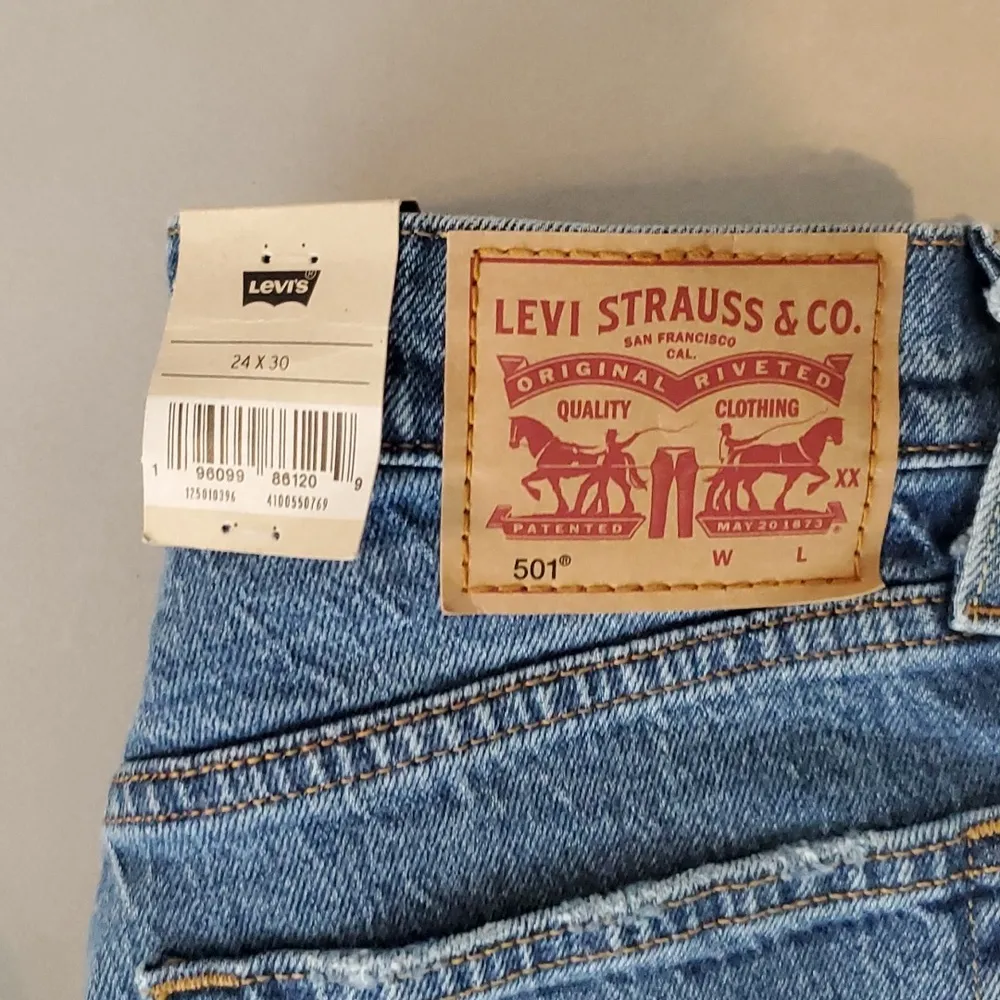 LEVI'S®
24 X 30
1 96099 86120 9
125010396 4100550769
LEVI STRAUSS & CO.
SAN FRANCISCO
CAL.
ORIGINAL RIVETED
QUALITY CLOTHING
XX
PATENTED MAY 20 1873
W L
501®